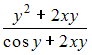 y² + 2xy
cos y + 2xy